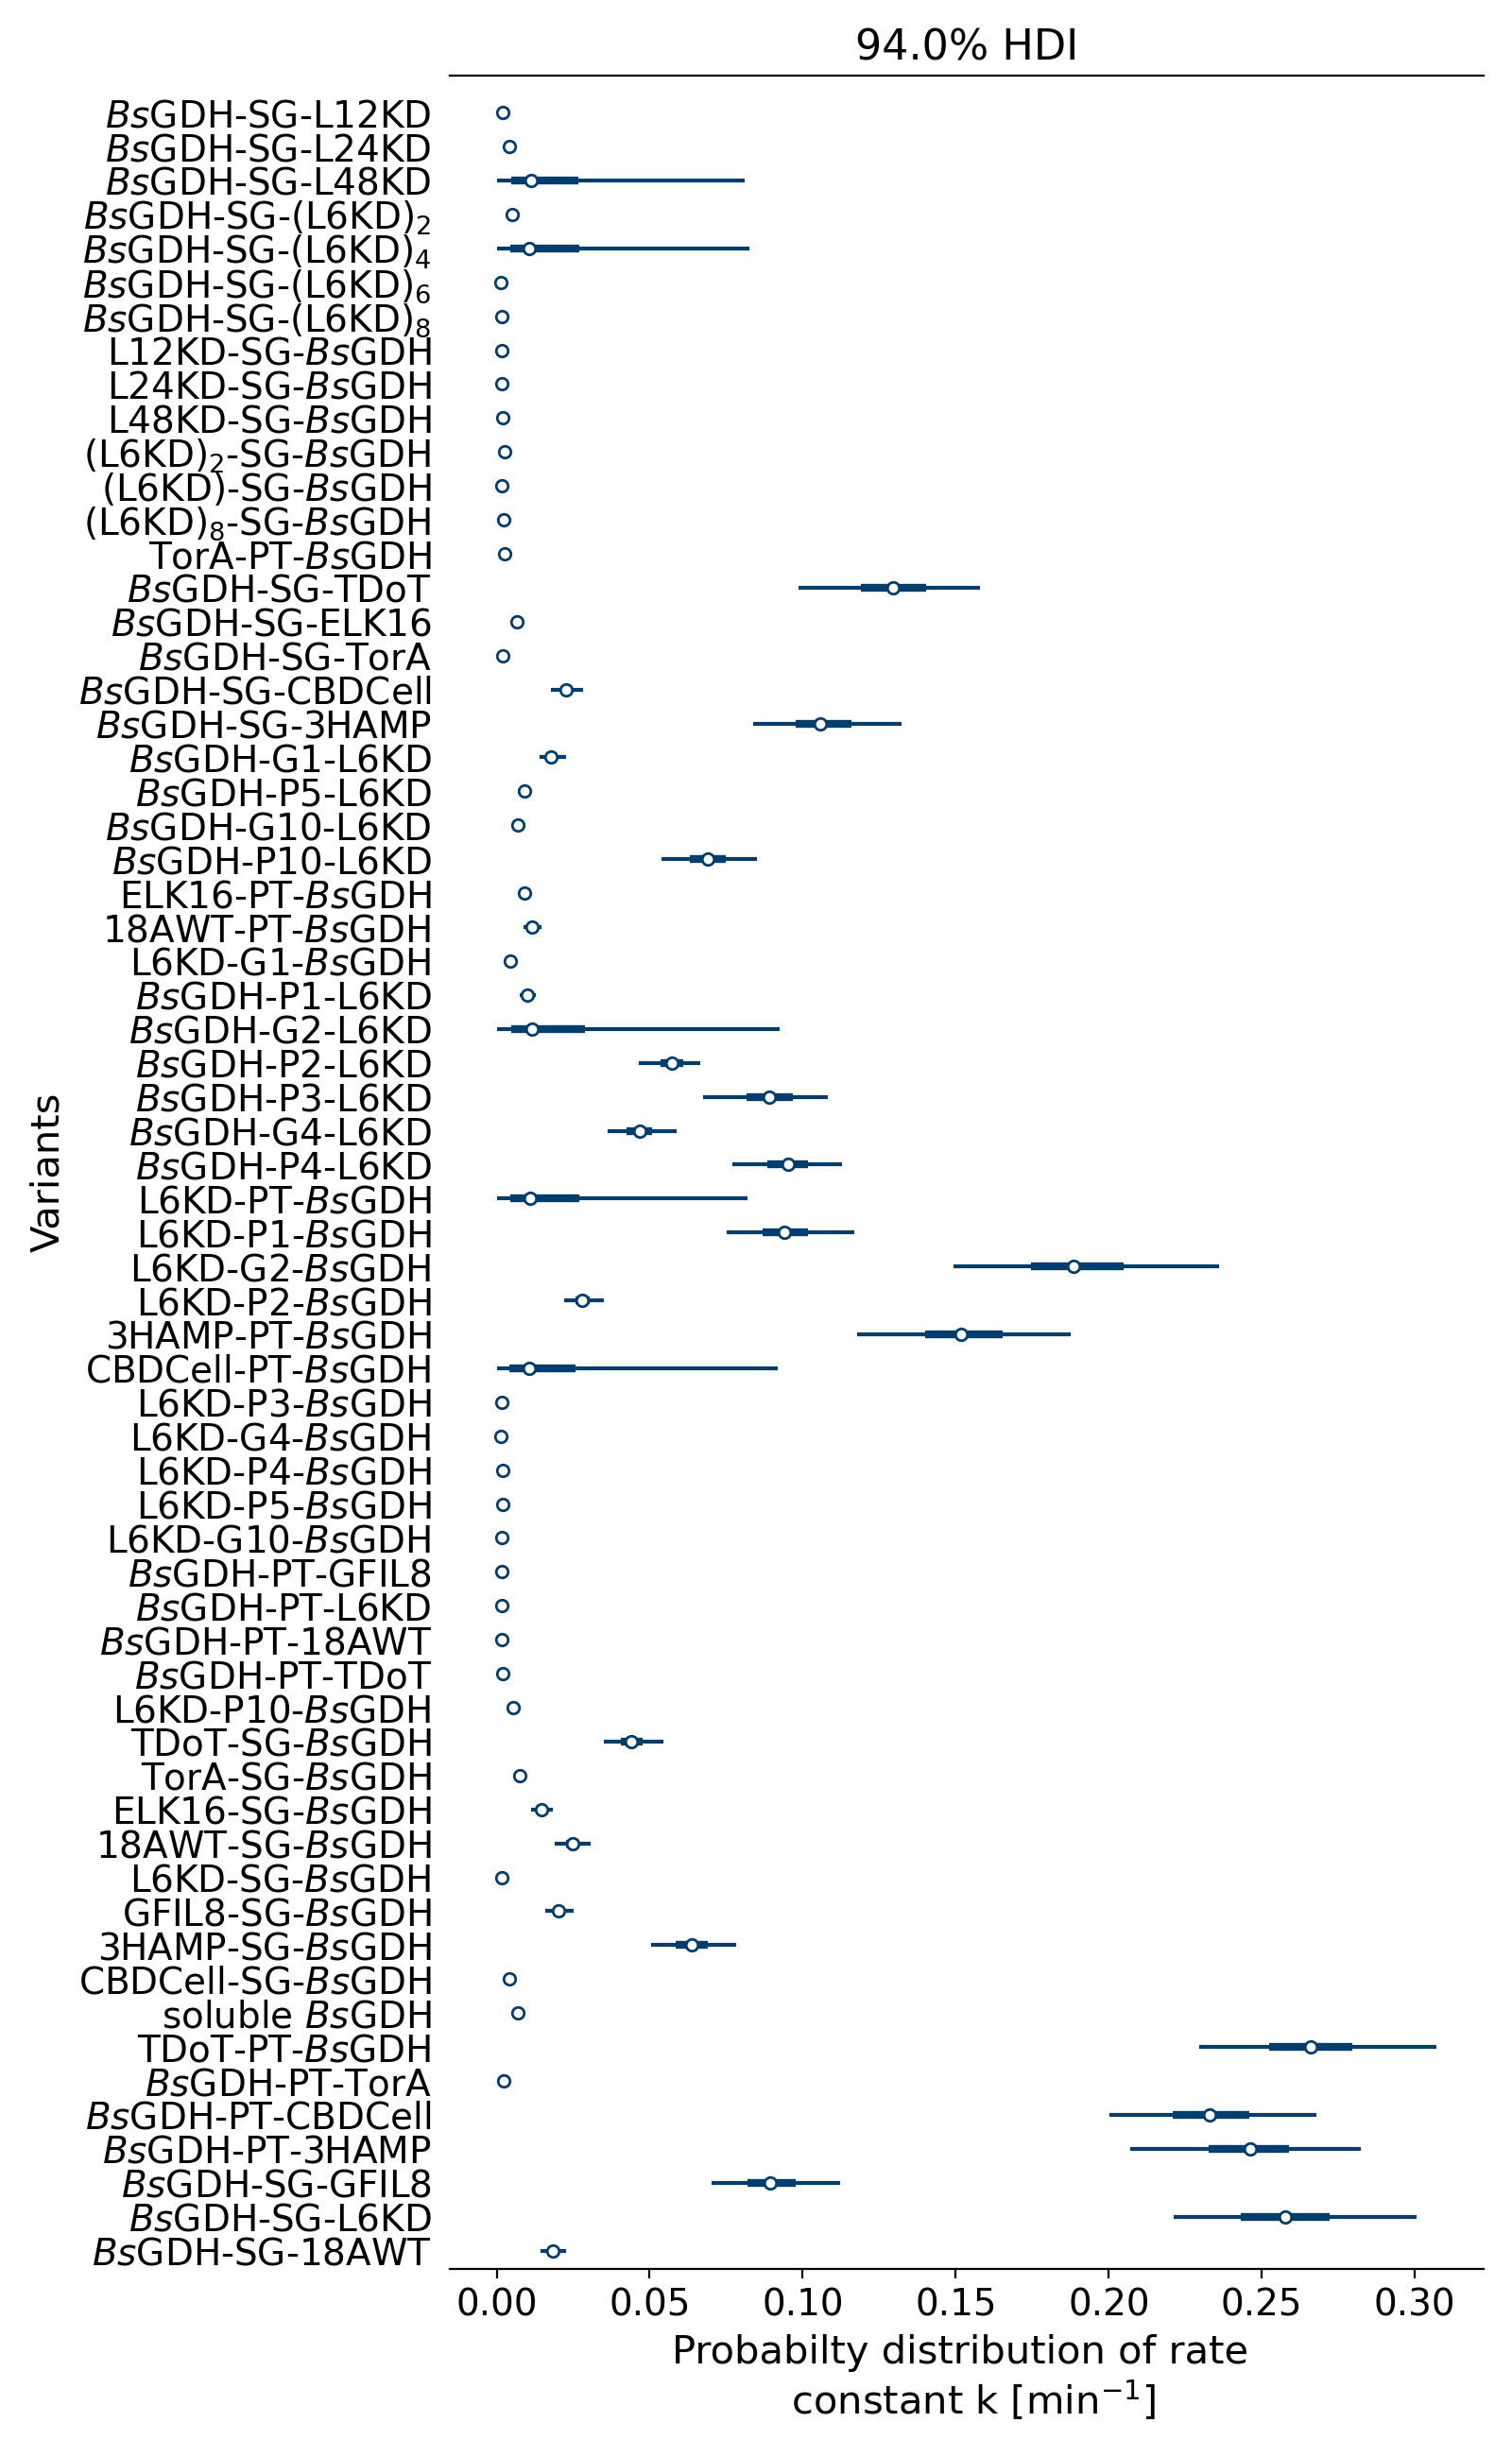 94.0% HDI
BsGDH-SG-L12KD
BsGDH-SG-L24KD
BsGDH-SG-L48KD
BsGDH-SG-(L6KD)₂
BsGDH-SG-(L6KD)₄
BsGDH-SG-(L6KD)₆
BsGDH-SG-(L6KD)₈
L12KD-SG-BsGDH
L24KD-SG-BsGDH
L48KD-SG-BsGDH
(L6KD)₂-SG-BsGDH
(L6KD)-SG-BsGDH
(L6KD)₈-SG-BsGDH
TorA-PT-BsGDH
BsGDH-SG-TDoT
BsGDH-SG-ELK16
BsGDH-SG-TorA
BsGDH-SG-CBDCell
BsGDH-SG-3HAMP
BsGDH-G1-L6KD
BsGDH-P5-L6KD
BsGDH-G10-L6KD
BsGDH-P10-L6KD
ELK16-PT-BsGDH
18AWT-PT-BsGDH
L6KD-G1-BsGDH
BsGDH-P1-L6KD
BsGDH-G2-L6KD
BsGDH-P2-L6KD
BsGDH-P3-L6KD
BsGDH-G4-L6KD
BsGDH-P4-L6KD
L6KD-PT-BsGDH
L6KD-P1-BsGDH
L6KD-G2-BsGDH
L6KD-P2-BsGDH
3HAMP-PT-BsGDH
CBDCell-PT-BsGDH
L6KD-P3-BsGDH
L6KD-G4-BsGDH
L6KD-P4-BsGDH
L6KD-P5-BsGDH
L6KD-G10-BsGDH
BsGDH-PT-GFIL8
BsGDH-PT-L6KD
BsGDH-PT-18AWT
BsGDH-PT-TDoT
L6KD-P10-BsGDH
TDoT-SG-BsGDH
TorA-SG-BsGDH
ELK16-SG-BsGDH
18AWT-SG-BsGDH
L6KD-SG-BsGDH
GFIL8-SG-BsGDH
3HAMP-SG-BsGDH
CBDCell-SG-BsGDH
soluble BsGDH
TDoT-PT-BsGDH
BsGDH-PT-TorA
BsGDH-PT-CBDCell
BsGDH-PT-3HAMP
BsGDH-SG-GFIL8
BsGDH-SG-L6KD
BsGDH-SG-18AWT
Variants
0.00 0.05 0.10 0.15 0.20 0.25 0.30
Probabilty distribution of rate
constant k [min⁻¹]